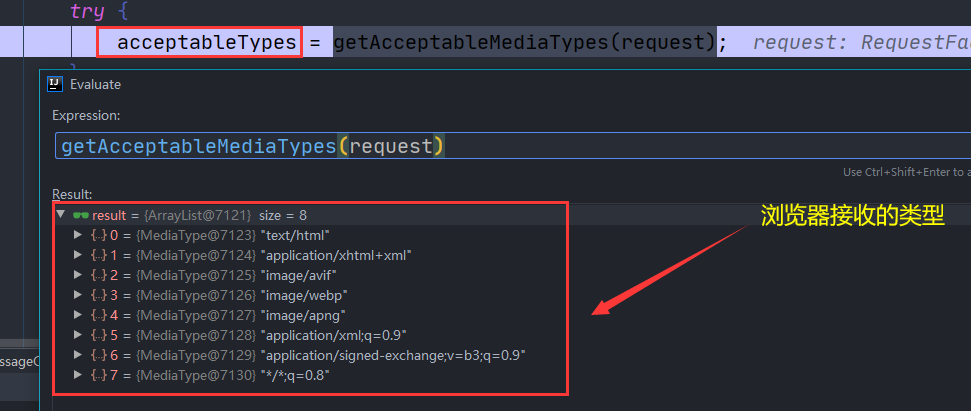 try {
acceptableTypes = getAcceptableMediaTypes(request); request: RequestFa
IJ Evaluate
Expression:
getAcceptableMediaTypes(request)
Use Ctrl+Shift+Enter to a
Result:
result = {ArrayList@7121} size = 8
浏览器接收的类型
{..} 0 = {MediaType@7123} "text/html"
{..} 1 = {MediaType@7124} "application/xhtml+xml"
{..} 2 = {MediaType@7125} "image/avif"
{..} 3 = {MediaType@7126} "image/webp"
{..} 4 = {MediaType@7127} "image/apng"
{..} 5 = {MediaType@7128} "application/xml;q=0.9"
{..} 6 = {MediaType@7129} "application/signed-exchange;v=b3;q=0.9"
ssageC
{..} 7 = {MediaType@7130} "*/*;q=0.8"